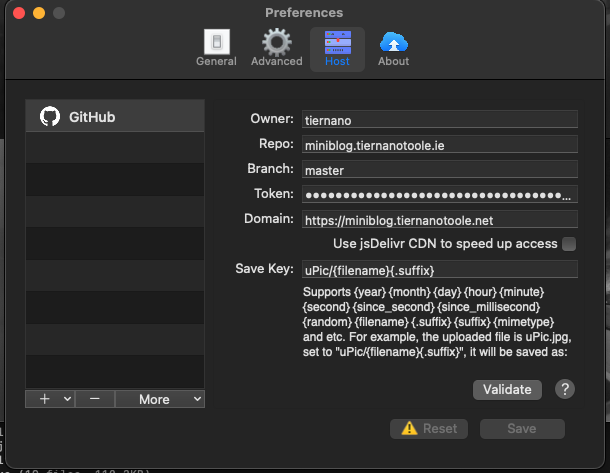 Preferences
General
Advanced
Host
About
GitHub
Owner: tiernano
Repo: miniblog.tiernanotoole.ie
Branch: master
Token: ●●●●●●●●●●●●●●●●●●●●●●●●●●●●●●●●●●●...
Domain: https://miniblog.tiernanotoole.net
Use jsDelivr CDN to speed up access
Save Key: uPic/{filename}{.suffix}
Supports {year} {month} {day} {hour} {minute}
{second} {since_second} {since_millisecond}
{random} {filename} {.suffix} {suffix} {mimetype}
and etc. For example, the uploaded file is uPic.jpg,
set to "uPic/{filename}{.suffix}", it will be saved as:
Validate ?
+ − More
Reset Save